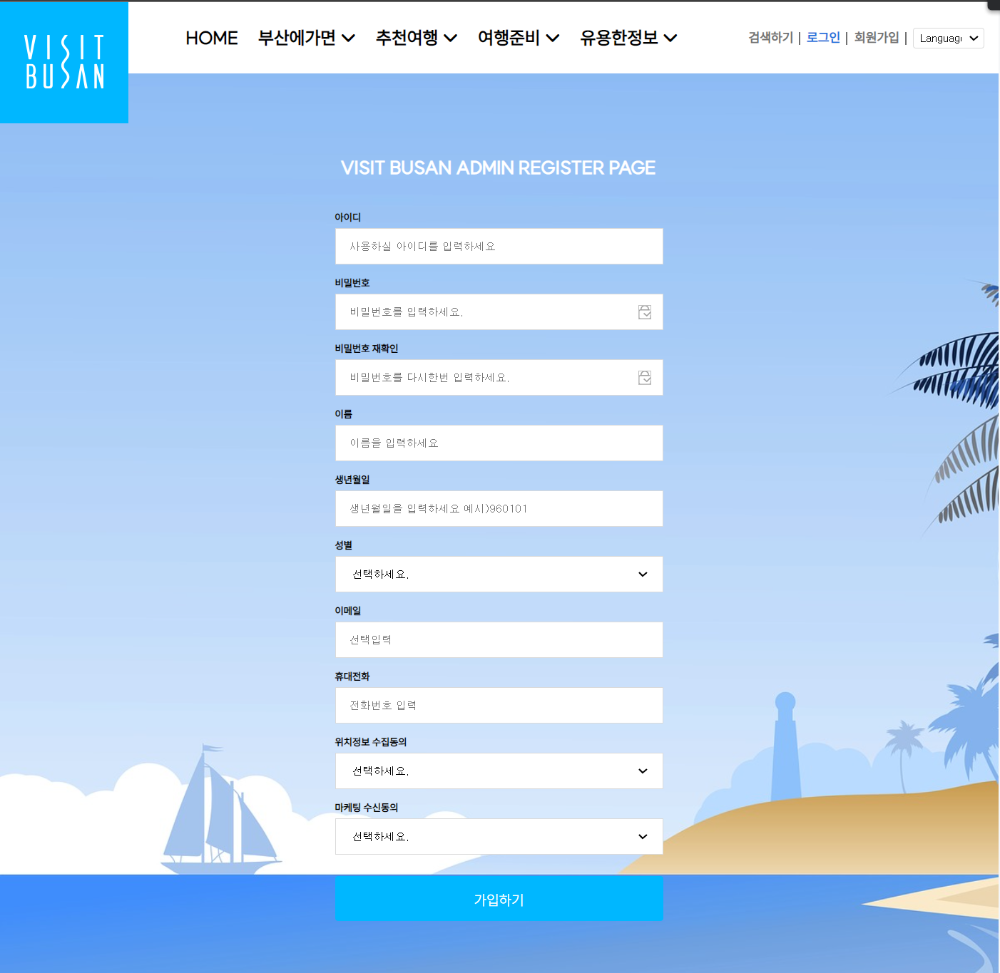 VISIT
BUSAN
HOME 부산에가면 추천여행 여행준비 유용한정보
검색하기 | 로그인 | 회원가입 | Language
VISIT BUSAN ADMIN REGISTER PAGE
아이디
사용하실 아이디를 입력하세요
비밀번호
비밀번호를 입력하세요.
비밀번호 재확인
비밀번호를 다시한번 입력하세요.
이름
이름을 입력하세요
생년월일
생년월일을 입력하세요 예시)960101
성별
선택하세요.
이메일
선택입력
휴대전화
전화번호 입력
위치정보 수집동의
선택하세요.
마케팅 수신동의
선택하세요.
가입하기